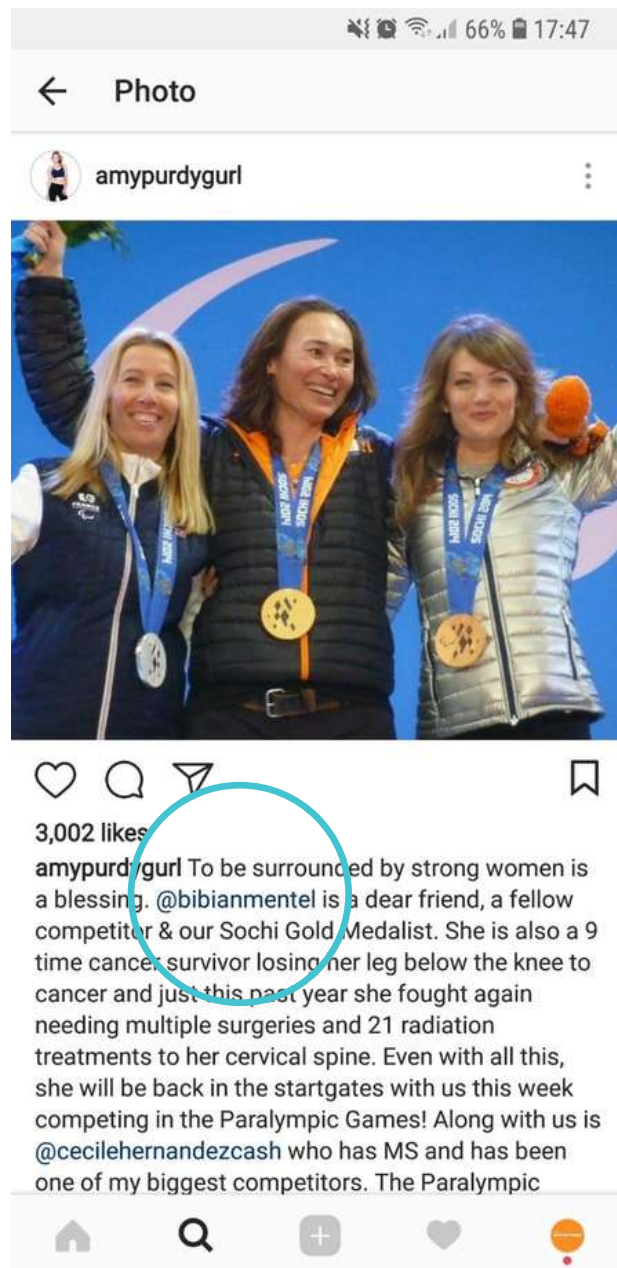 66% 17:47
Photo
amypurdygurl
FRANCE
SOCHI 2014
SOCHI 2014
SOCHI 2014
SOCHI 2014
3,002 likes
amypurdygurl To be surrounded by strong women is
a blessing. @bibianmentel is a dear friend, a fellow
competitor & our Sochi Gold Medalist. She is also a 9
time cancer survivor losing her leg below the knee to
cancer and just this past year she fought again
needing multiple surgeries and 21 radiation
treatments to her cervical spine. Even with all this,
she will be back in the startgates with us this week
competing in the Paralympic Games! Along with us is
@cecilehernandezcash who has MS and has been
one of my biggest competitors. The Paralympic